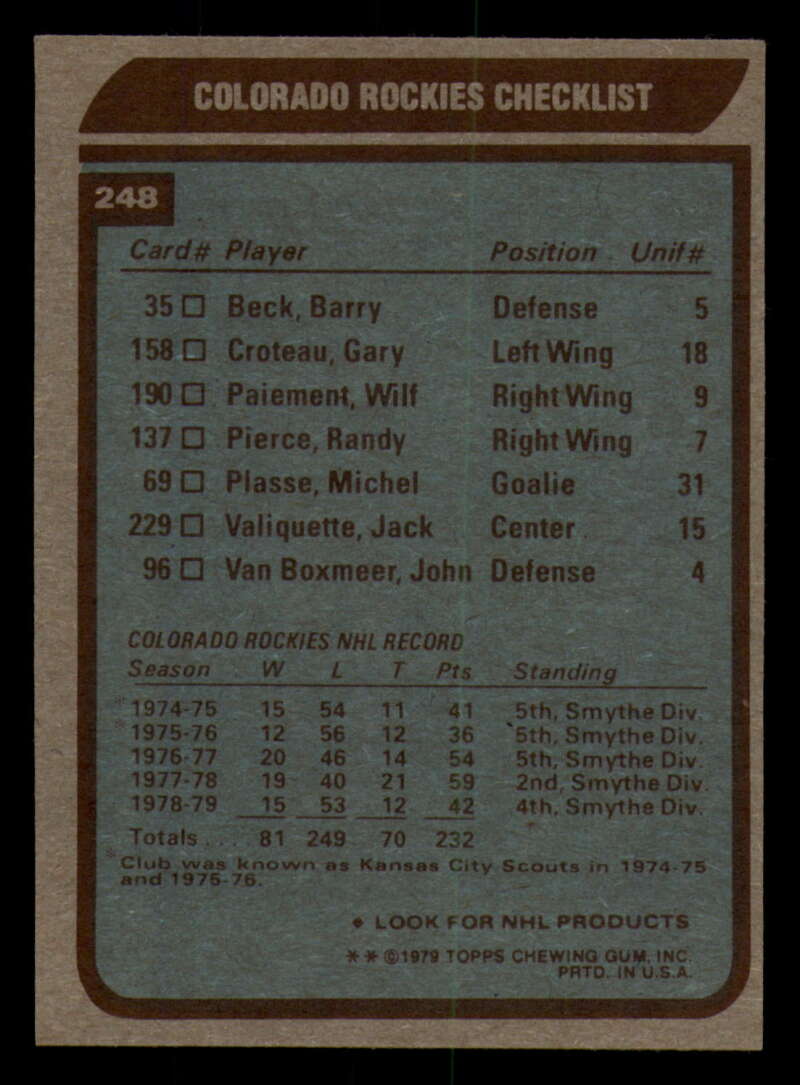 COLORADO ROCKIES CHECKLIST
248
Card# Player Position Unif#
35 □ Beck, Barry Defense 5
158 □ Croteau, Gary Left Wing 18
190 □ Paiement, Wilf Right Wing 9
137 □ Pierce, Randy Right Wing 7
69 □ Plasse, Michel Goalie 31
229 □ Valiquette, Jack Center 15
96 □ Van Boxmeer, John Defense 4
COLORADO ROCKIES NHL RECORD
Season W L T Pts Standing
*1974-75 15 54 11 41 5th, Smythe Div.
*1975-76 12 56 12 36 5th, Smythe Div.
1976-77 20 46 14 54 5th, Smythe Div.
1977-78 19 40 21 59 2nd, Smythe Div.
1978-79 15 53 12 42 4th, Smythe Div.
Totals ... 81 249 70 232
*Club was known as Kansas City Scouts in 1974-75
and 1975-76.
♦ LOOK FOR NHL PRODUCTS
** ©1979 TOPPS CHEWING GUM, INC.
PRTD. IN U.S.A.